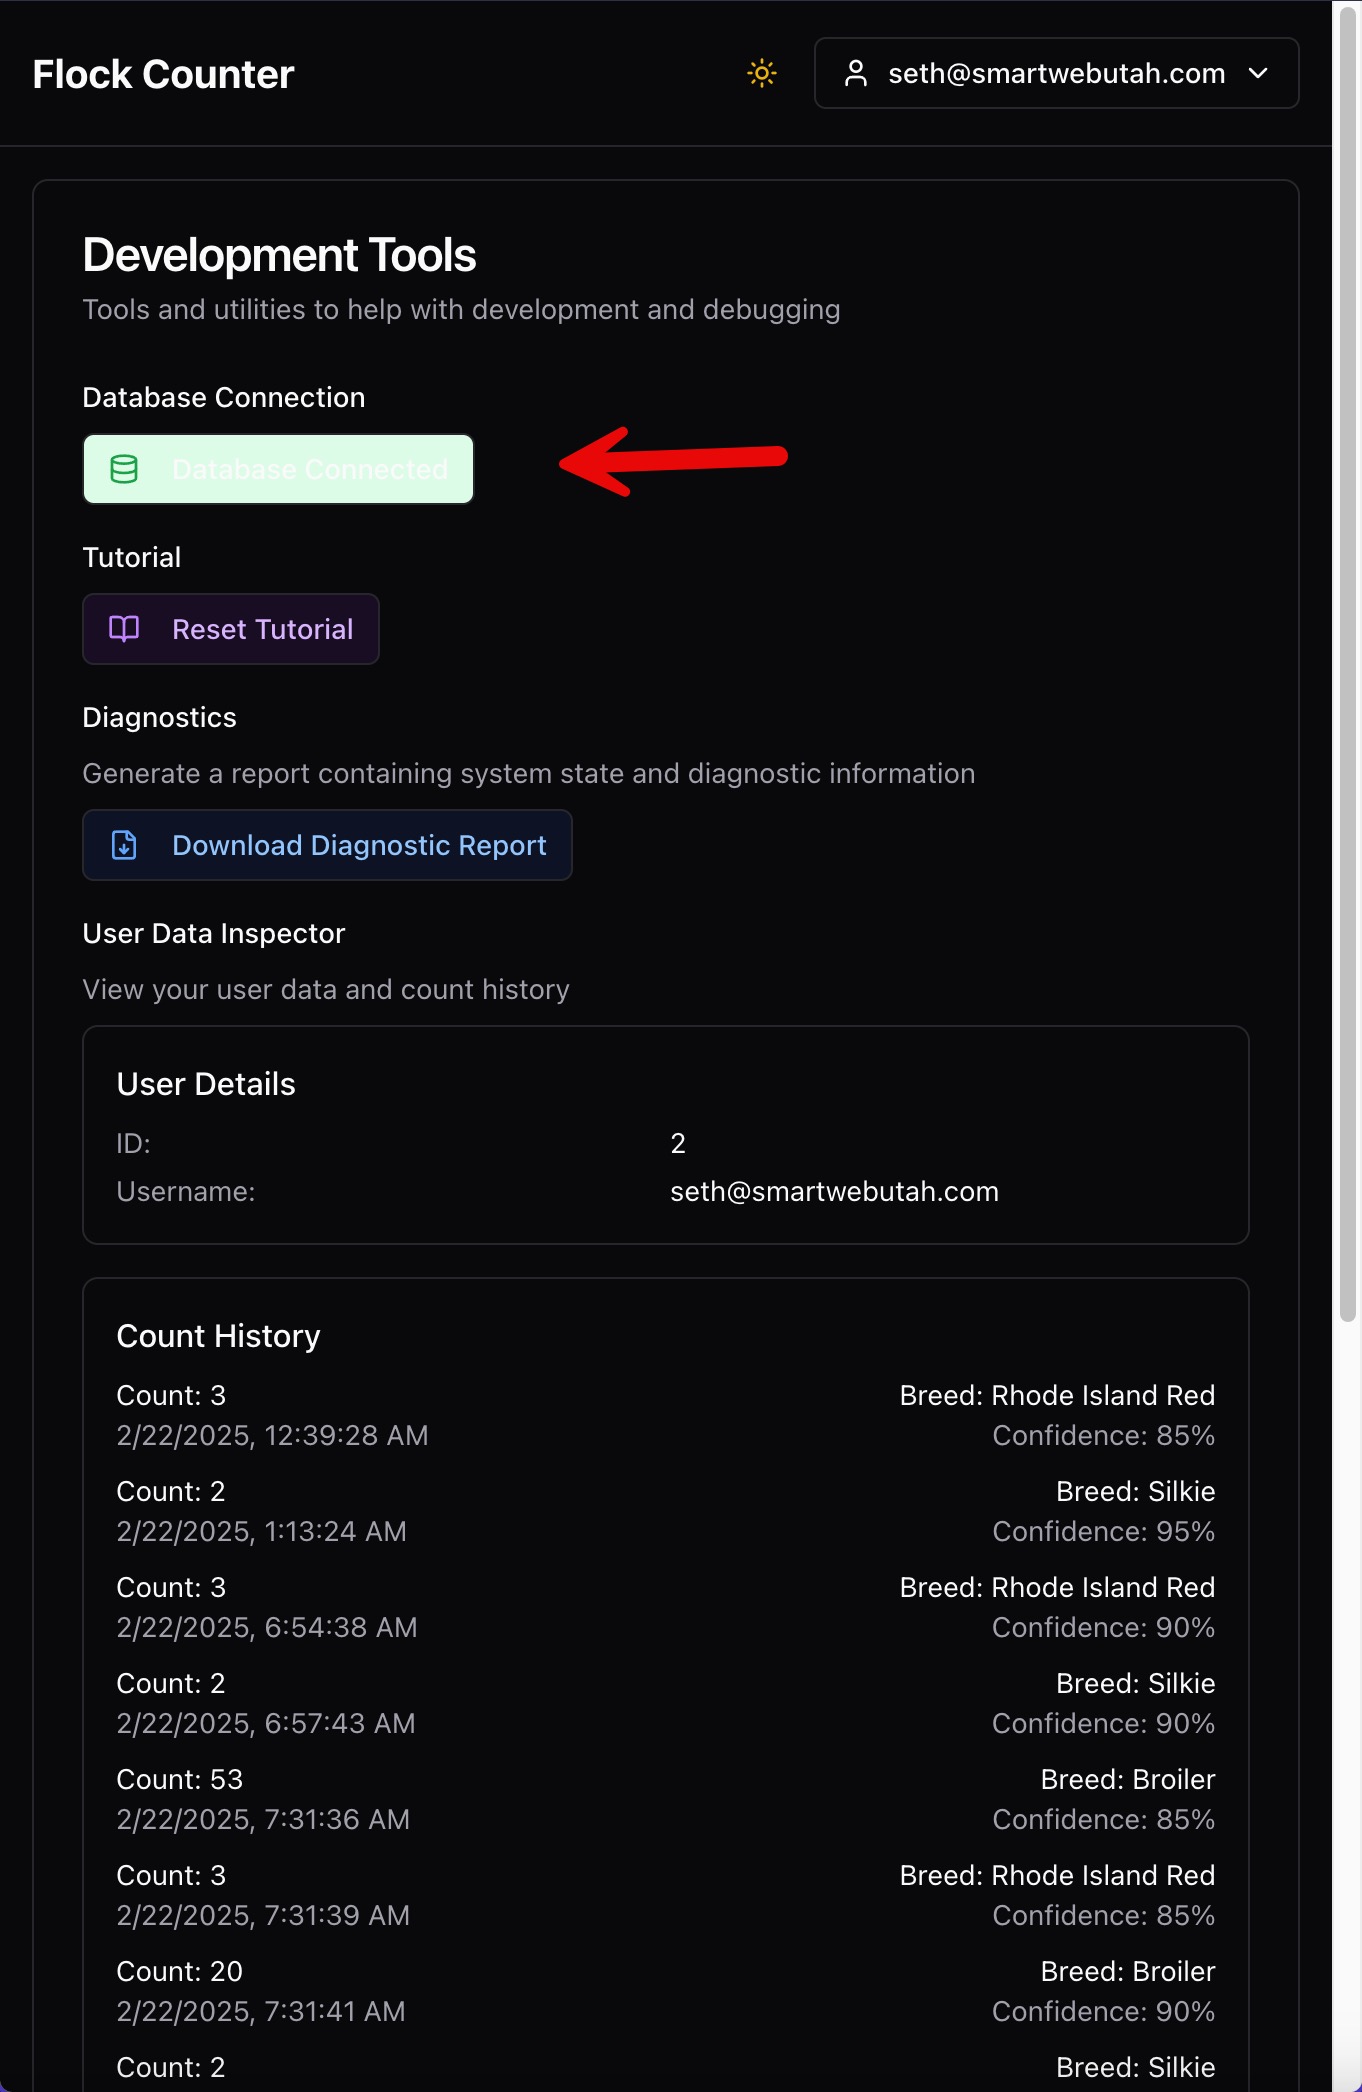 Flock Counter
seth@smartwebutah.com
Development Tools
Tools and utilities to help with development and debugging
Database Connection
Database Connected
Tutorial
Reset Tutorial
Diagnostics
Generate a report containing system state and diagnostic information
Download Diagnostic Report
User Data Inspector
View your user data and count history
User Details
ID: 2
Username: seth@smartwebutah.com
Count History
Count: 3 Breed: Rhode Island Red
2/22/2025, 12:39:28 AM Confidence: 85%
Count: 2 Breed: Silkie
2/22/2025, 1:13:24 AM Confidence: 95%
Count: 3 Breed: Rhode Island Red
2/22/2025, 6:54:38 AM Confidence: 90%
Count: 2 Breed: Silkie
2/22/2025, 6:57:43 AM Confidence: 90%
Count: 53 Breed: Broiler
2/22/2025, 7:31:36 AM Confidence: 85%
Count: 3 Breed: Rhode Island Red
2/22/2025, 7:31:39 AM Confidence: 85%
Count: 20 Breed: Broiler
2/22/2025, 7:31:41 AM Confidence: 90%
Count: 2 Breed: Silkie